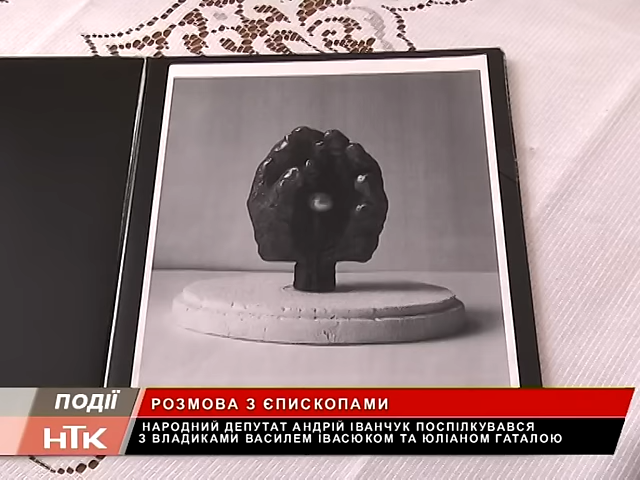 ПОДІЇ
НТК
РОЗМОВА З ЄПИСКОПАМИ
НАРОДНИЙ ДЕПУТАТ АНДРІЙ ІВАНЧУК ПОСПІЛКУВАВСЯ
З ВЛАДИКАМИ ВАСИЛЕМ ІВАСЮКОМ ТА ЮЛІАНОМ ГАТАЛОЮ